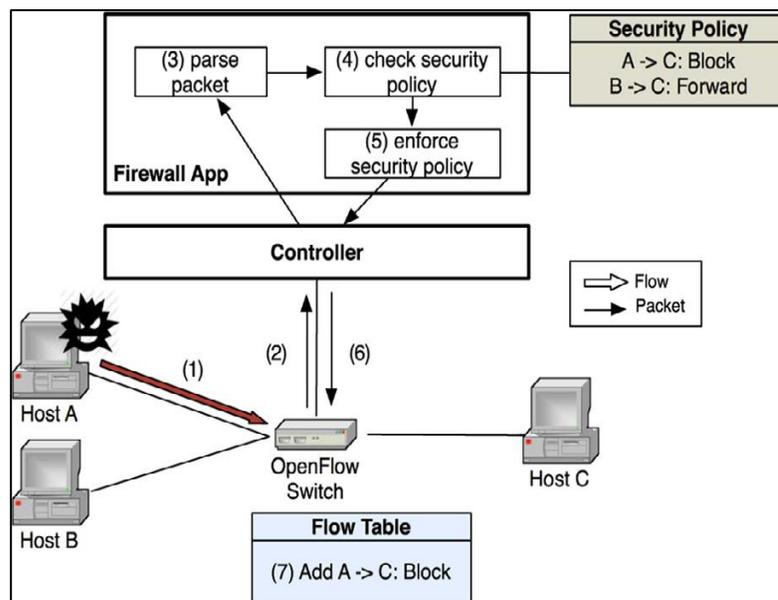 Security Policy
A -> C: Block
B -> C: Forward
(3) parse
packet
(4) check security
policy
(5) enforce
security policy
Firewall App
Controller
Flow
Packet
(1)
(2)
(6)
Host A
OpenFlow
Switch
Host C
Host B
Flow Table
(7) Add A -> C: Block